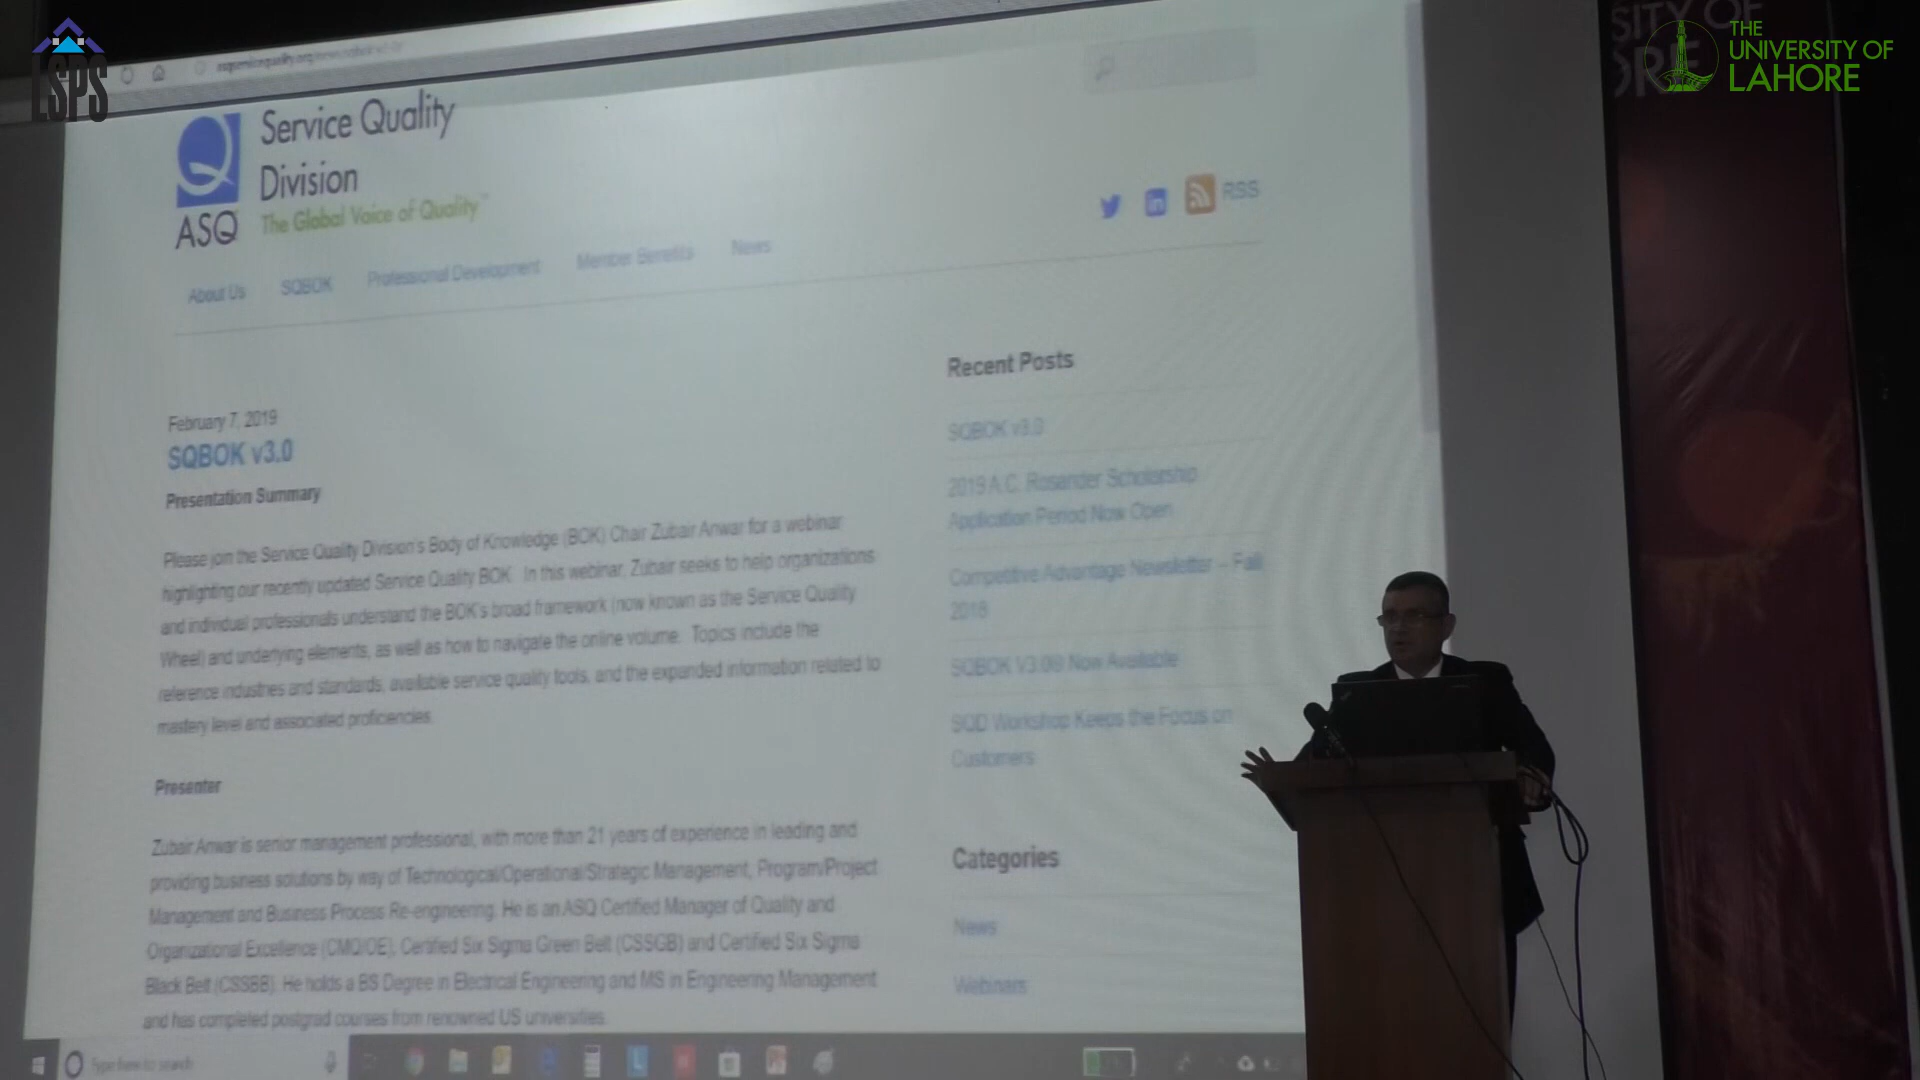 LSPS
THE
UNIVERSITY OF
LAHORE
SITY OF
ORE
Service Quality
Division
ASQ
The Global Voice of Quality
RSS
About Us
SQBOK
Professional Development
Member Benefits
News
February 7, 2019
SQBOK v3.0
Presentation Summary
Please join the Service Quality Division's Body of Knowledge (BOK) Chair Zubair Anwar for a webinar
highlighting our recently updated Service Quality BOK. In this webinar, Zubair seeks to help organizations
and individual professionals understand the BOK's broad framework (now known as the Service Quality
Wheel) and underlying elements, as well as how to navigate the online volume. Topics include the
reference industries and standards, available service quality tools, and the expanded information related to
mastery level and associated proficiencies.
Presenter
Zubair Anwar is senior management professional, with more than 21 years of experience in leading and
providing business solutions by way of Technological/Operational/Strategic Management, Program/Project
Management and Business Process Re-engineering. He is an ASQ Certified Manager of Quality and
Organizational Excellence (CMQ/OE), Certified Six Sigma Green Belt (CSSGB) and Certified Six Sigma
Black Belt (CSSBB). He holds a BS Degree in Electrical Engineering and MS in Engineering Management
and has completed postgrad courses from renowned US universities.
Recent Posts
SQBOK v3.0
2019 A.C. Rosander Scholarship
Application Period Now Open
Competitive Advantage Newsletter – Fall
2018
SQBOK V3.0® Now Available
SQD Workshop Keeps the Focus on
Customers
Categories
News
Webinars
Type here to search